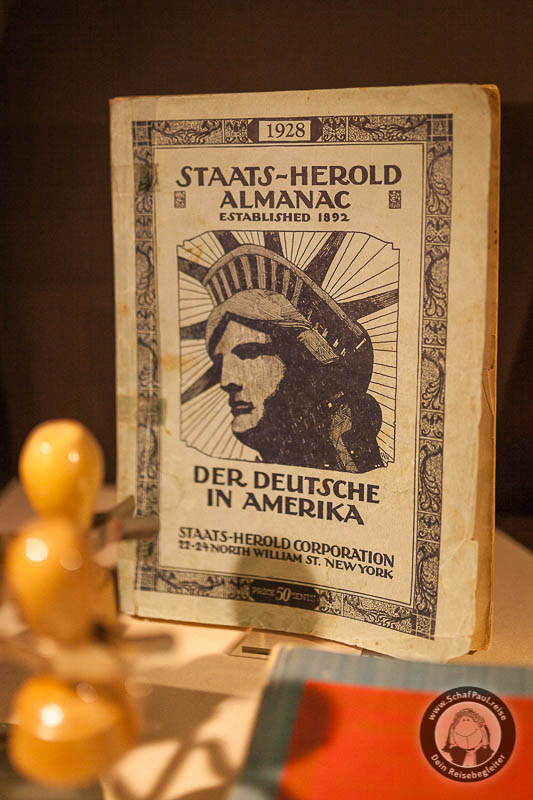 1928
STAATS-HEROLD
ALMANAC
ESTABLISHED 1892
DER DEUTSCHE
IN AMERIKA
STAATS-HEROLD CORPORATION
22-24 NORTH WILLIAM ST. NEW YORK
PRICE 50 CENTS
www.SchafPaul.reise
Dein Reisebegleiter